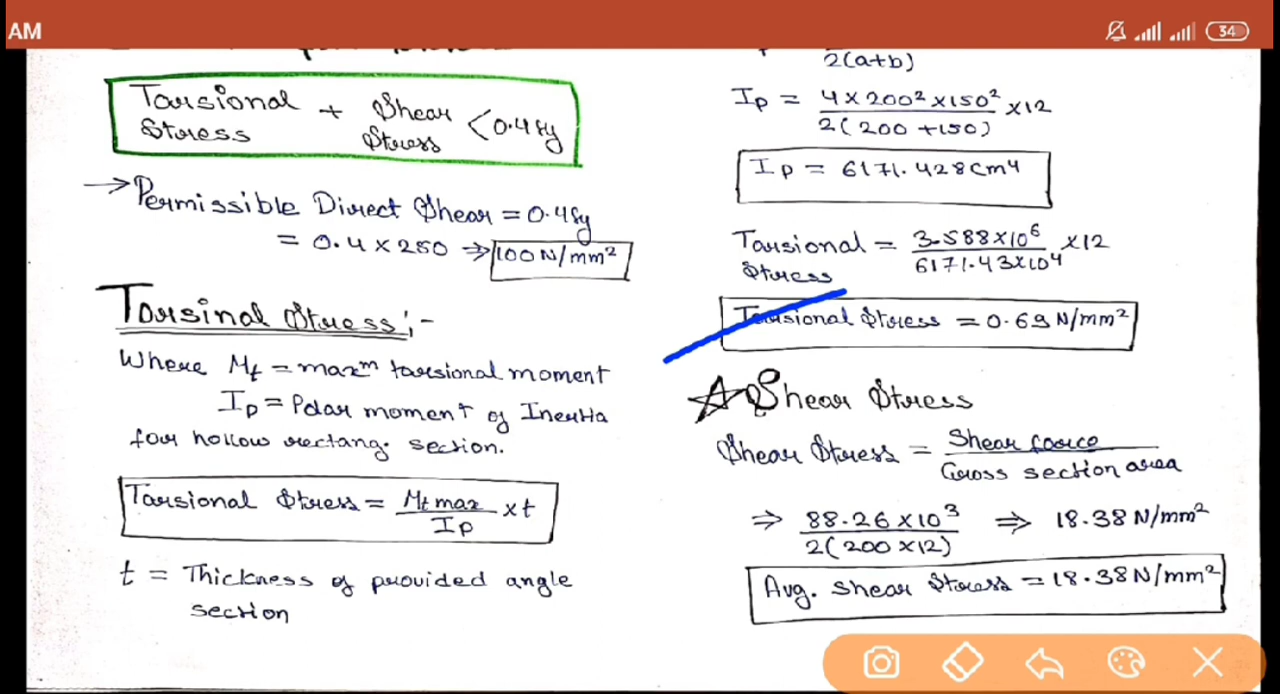 AM
34
Torsional Stress + Shear Stress < 0.4fy
→ Permissible Direct Shear = 0.4fy
= 0.4 × 250 ⇒ 100 N/mm²
Torsinal Stress :-
Where Mt = maxᵐ torsional moment
Ip = Polar moment of Inertia
for hollow rectang. section.
Torsional Stress = Mt max / Ip × t
t = Thickness of provided angle
section
2(a+b)
Ip = 4 × 200² × 150² / 2(200 + 150) × 12
Ip = 6171.428 cm⁴
Torsional Stress = 3.588 × 10⁶ / 6171.43 × 10⁴ × 12
Torsional Stress = 0.69 N/mm²
Shear Stress
Shear Stress = Shear force / Cross section area
⇒ 88.26 × 10³ / 2(200 × 12) ⇒ 18.38 N/mm²
Avg. Shear Stress = 18.38 N/mm²